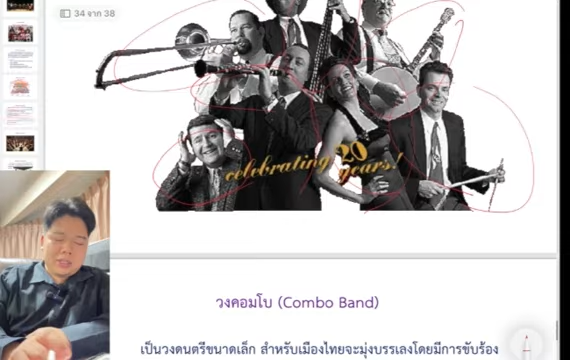 34 จาก 38
celebrating 20 years!
วงคอมโบ (Combo Band)
เป็นวงดนตรีขนาดเล็ก สำหรับเมืองไทยจะมุ่งบรรเลงโดยมีการขับร้อง